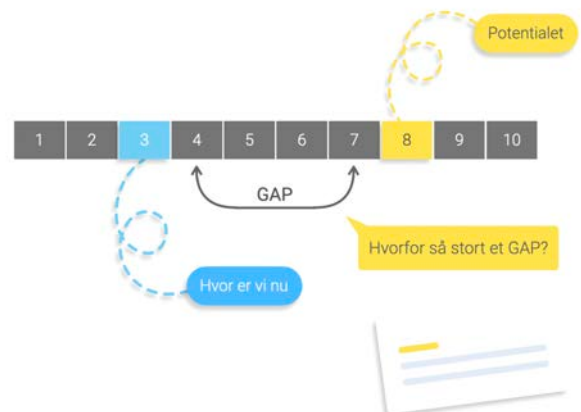 Potentialet
1 2 3 4 5 6 7 8 9 10
GAP
Hvorfor så stort et GAP?
Hvor er vi nu